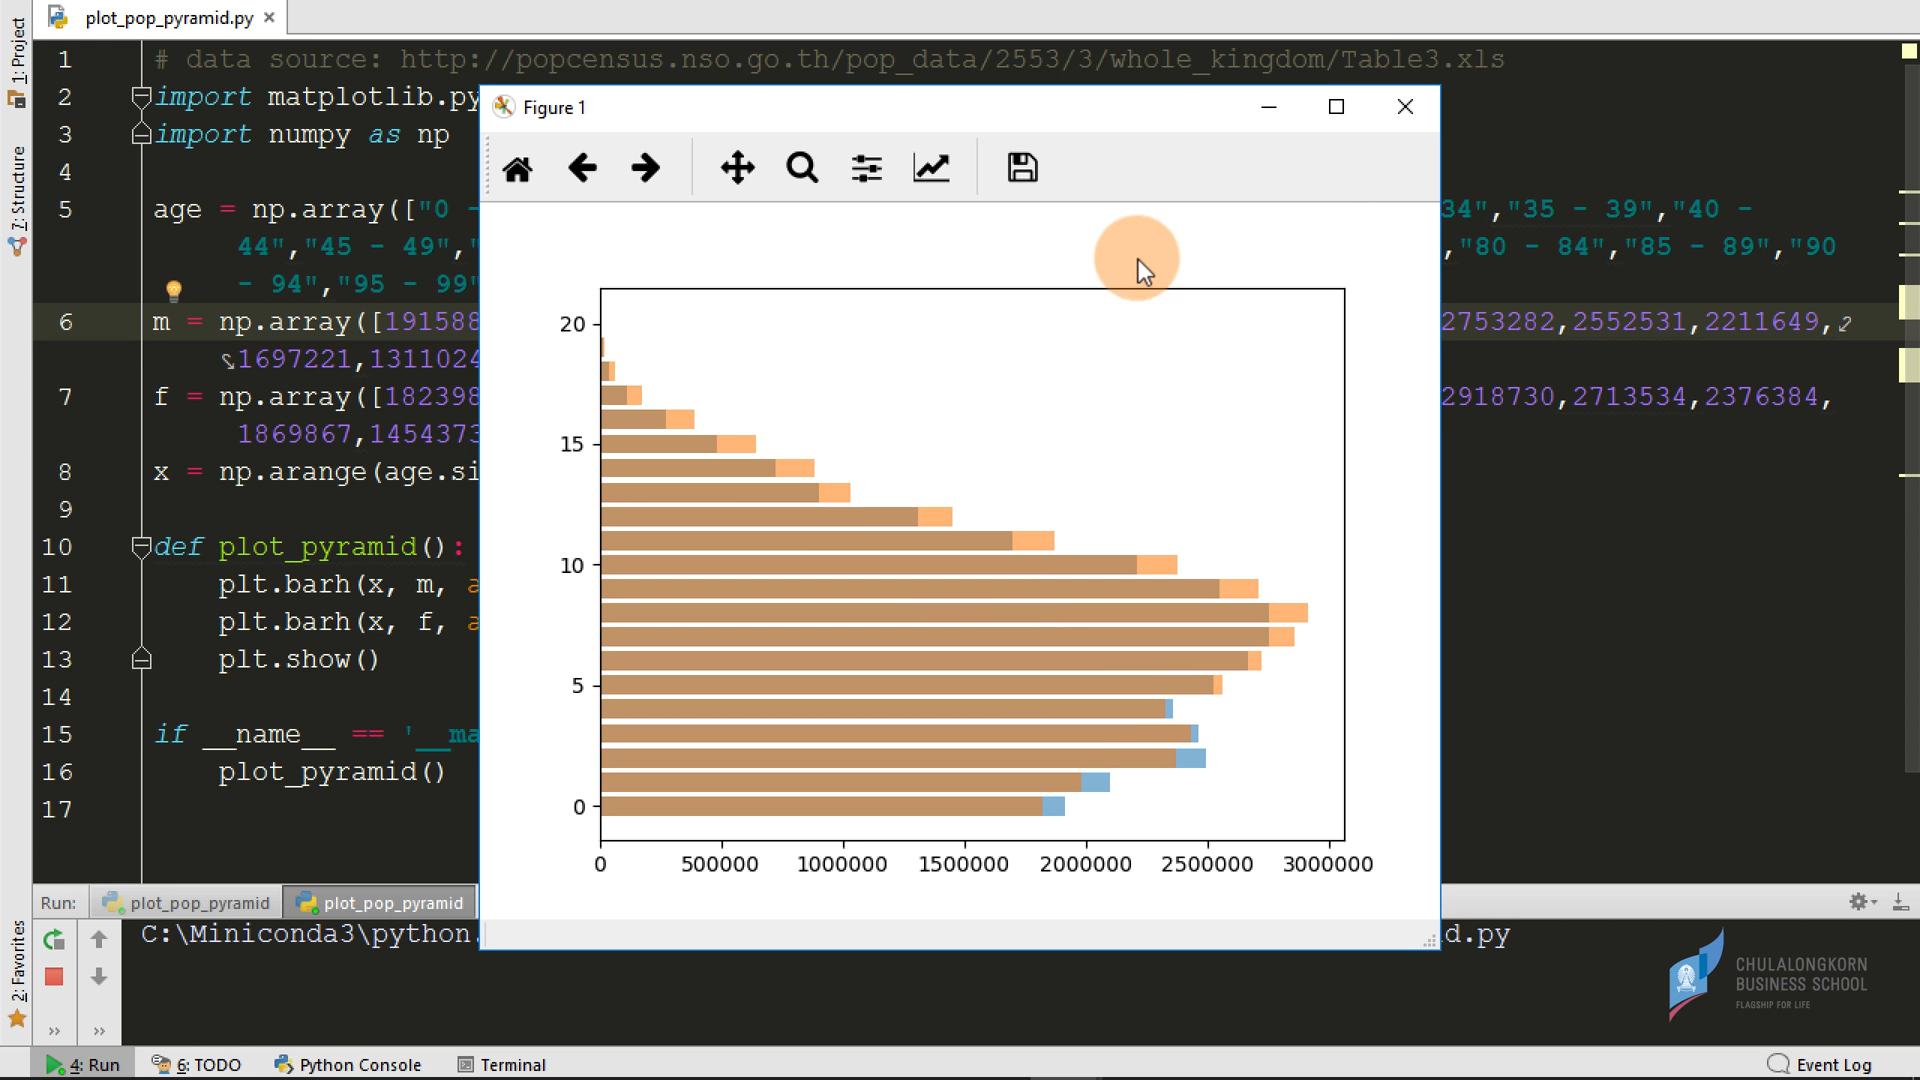 plot_pop_pyramid.py
1: Project
7: Structure
2: Favorites
1 # data source: http://popcensus.nso.go.th/pop_data/2553/3/whole_kingdom/Table3.xls
2 import matplotlib.py
3 import numpy as np
4
5 age = np.array(["0 - 34","35 - 39","40 -
44","45 - 49"," ,"80 - 84","85 - 89","90
- 94","95 - 99"
6 m = np.array([191588 2753282,2552531,2211649,
1697221,1311024
7 f = np.array([182398 2918730,2713534,2376384,
1869867,1454373
8 x = np.arange(age.si
9
10 def plot_pyramid():
11 plt.barh(x, m, a
12 plt.barh(x, f, a
13 plt.show()
14
15 if __name__ == '__ma
16 plot_pyramid()
17
Figure 1
20
15
10
5
0
0 500000 1000000 1500000 2000000 2500000 3000000
Run: plot_pop_pyramid plot_pop_pyramid
C:\Miniconda3\python. d.py
CHULALONGKORN
BUSINESS SCHOOL
FLAGSHIP FOR LIFE
4: Run 6: TODO Python Console Terminal Event Log